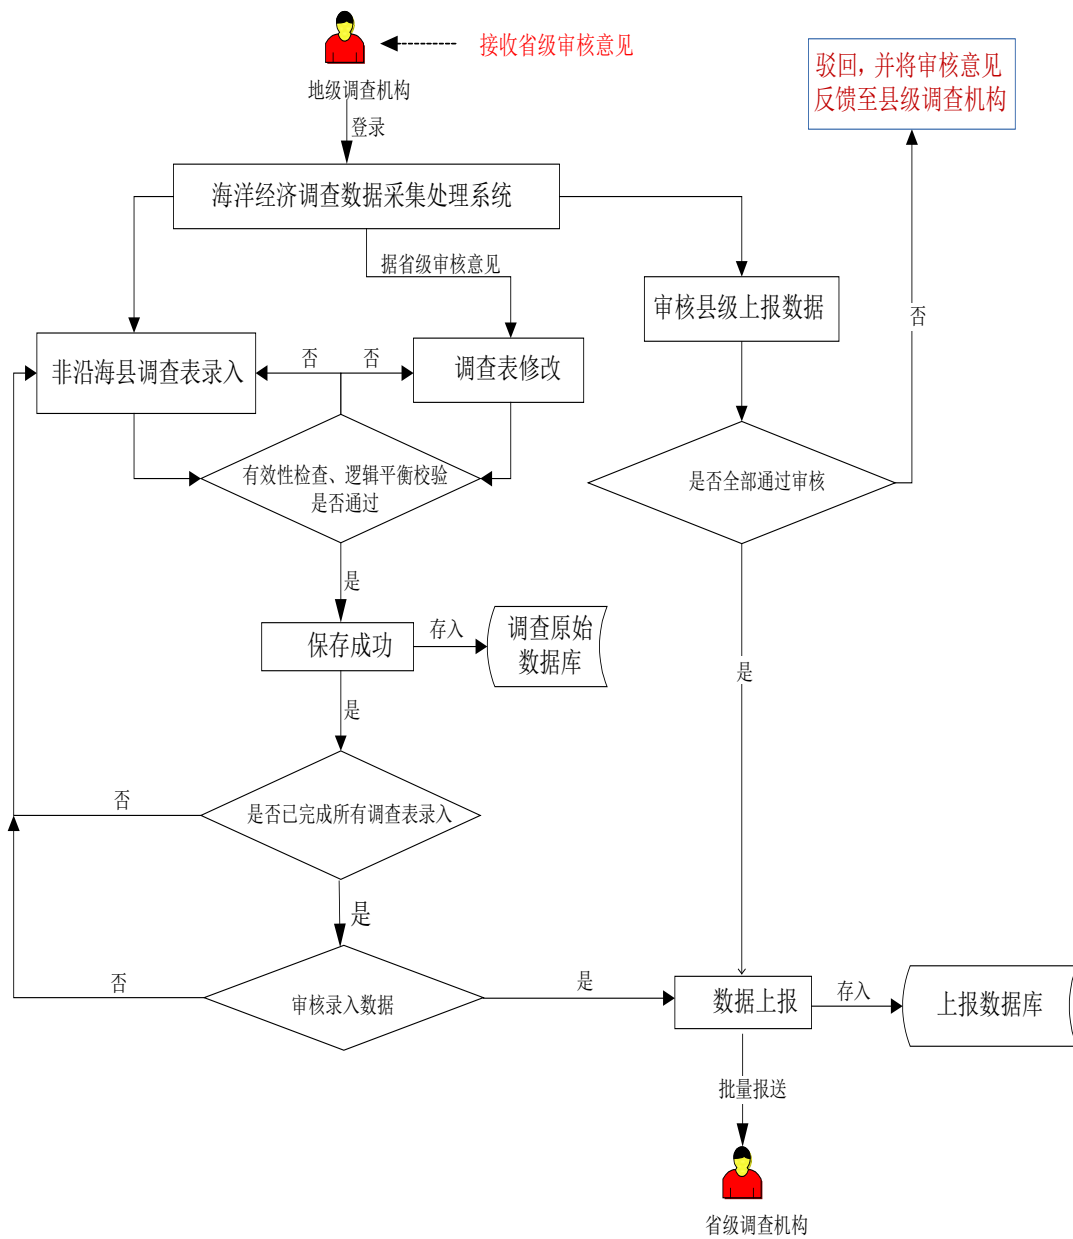 接收省级审核意见
地级调查机构
登录
驳回，并将审核意见
反馈至县级调查机构
海洋经济调查数据采集处理系统
据省级审核意见
审核县级上报数据
否
非沿海县调查表录入
否
否
调查表修改
有效性检查、逻辑平衡校验
是否通过
是否全部通过审核
是
保存成功
存入
调查原始
数据库
是
是
否
是否已完成所有调查表录入
是
否
审核录入数据
是
数据上报
存入
上报数据库
批量报送
省级调查机构